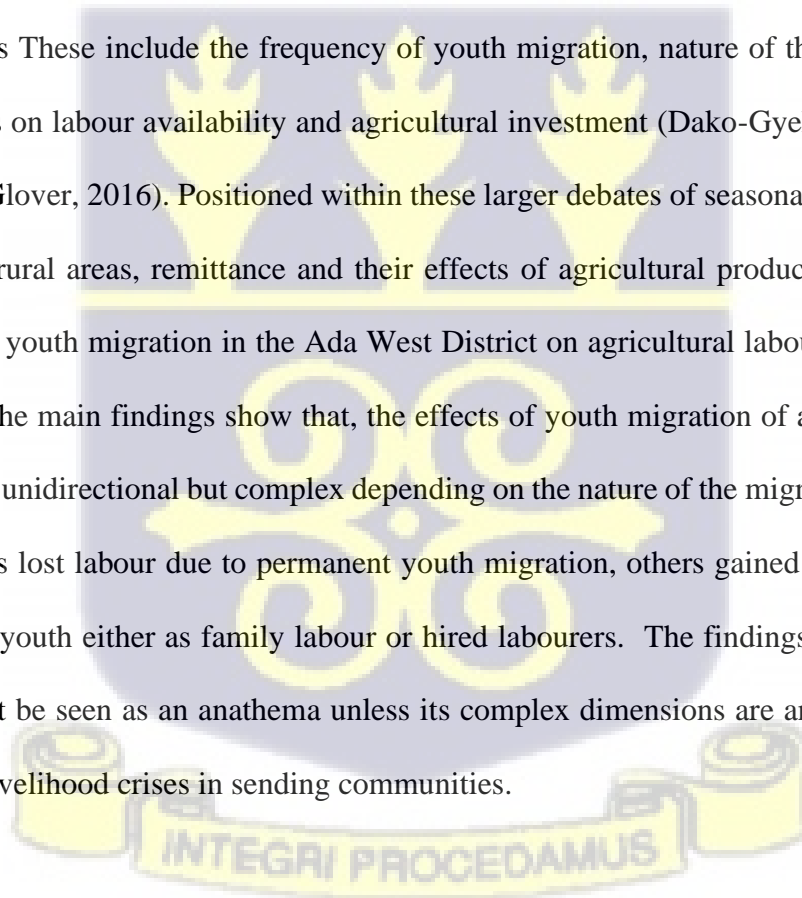 s These include the frequency of youth migration, nature of th
s on labour availability and agricultural investment (Dako-Gye
Glover, 2016). Positioned within these larger debates of seasona
rural areas, remittance and their effects of agricultural produc
youth migration in the Ada West District on agricultural labou
he main findings show that, the effects of youth migration of a
unidirectional but complex depending on the nature of the migr
s lost labour due to permanent youth migration, others gained
youth either as family labour or hired labourers. The findings
t be seen as an anathema unless its complex dimensions are an
velihood crises in sending communities.
INTEGRI PROCEDAMUS